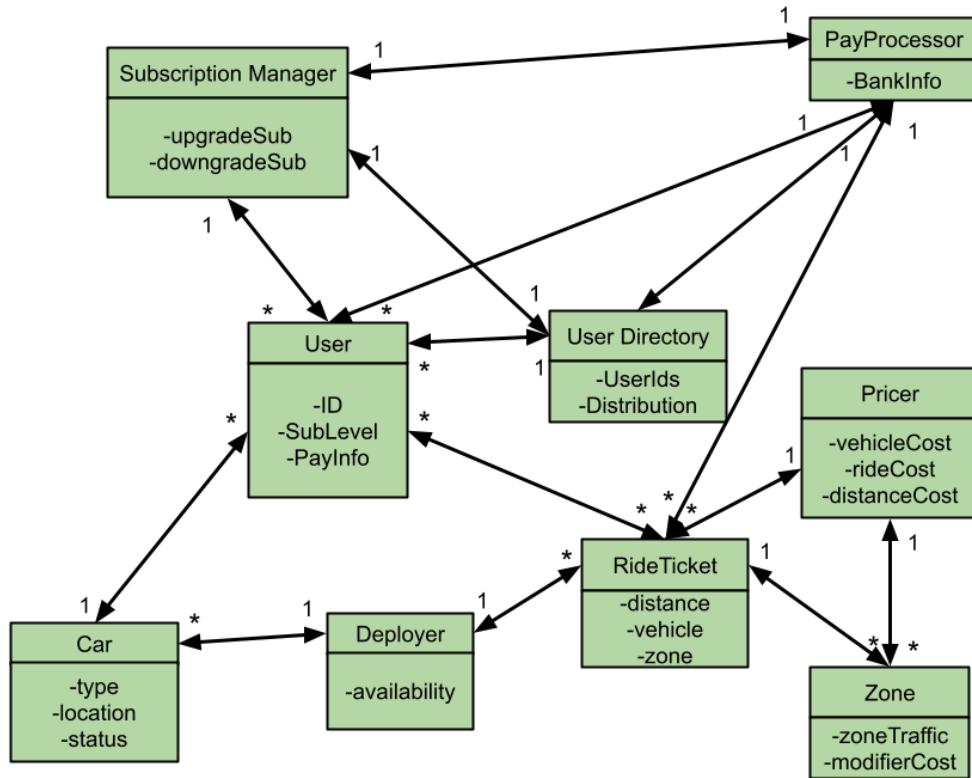 Subscription Manager
-upgradeSub
-downgradeSub
1
1
PayProcessor
-BankInfo
1
1
1
1
1
*
*
1
User
-ID
-SubLevel
-PayInfo
*
*
1
User Directory
-UserIds
-Distribution
*
1
*
*
*
1
Pricer
-vehicleCost
-rideCost
-distanceCost
1
RideTicket
-distance
-vehicle
-zone
*
1
1
*
Car
-type
-location
-status
*
1
Deployer
-availability
*
*
Zone
-zoneTraffic
-modifierCost